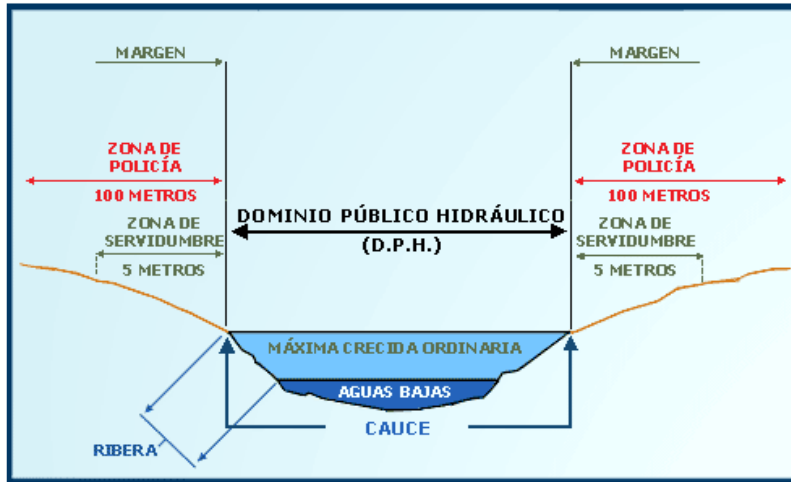 MARGEN
MARGEN
ZONA DE
POLICÍA
100 METROS
ZONA DE
POLICÍA
100 METROS
ZONA DE
SERVIDUMBRE
5 METROS
DOMINIO PÚBLICO HIDRÁULICO
(D.P.H.)
ZONA DE
SERVIDUMBRE
5 METROS
MÁXIMA CRECIDA ORDINARIA
AGUAS BAJAS
CAUCE
RIBERA